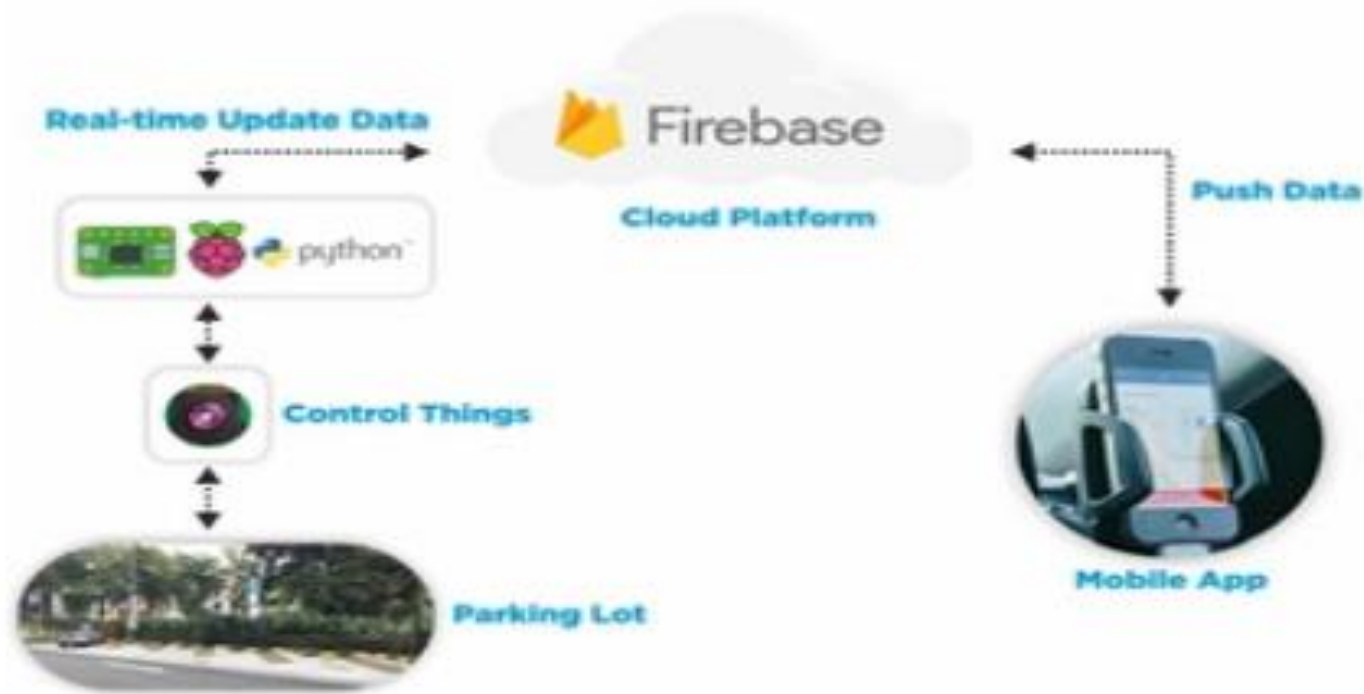 Real-time Update Data
Firebase
Cloud Platform
Push Data
python
Control Things
Mobile App
Parking Lot